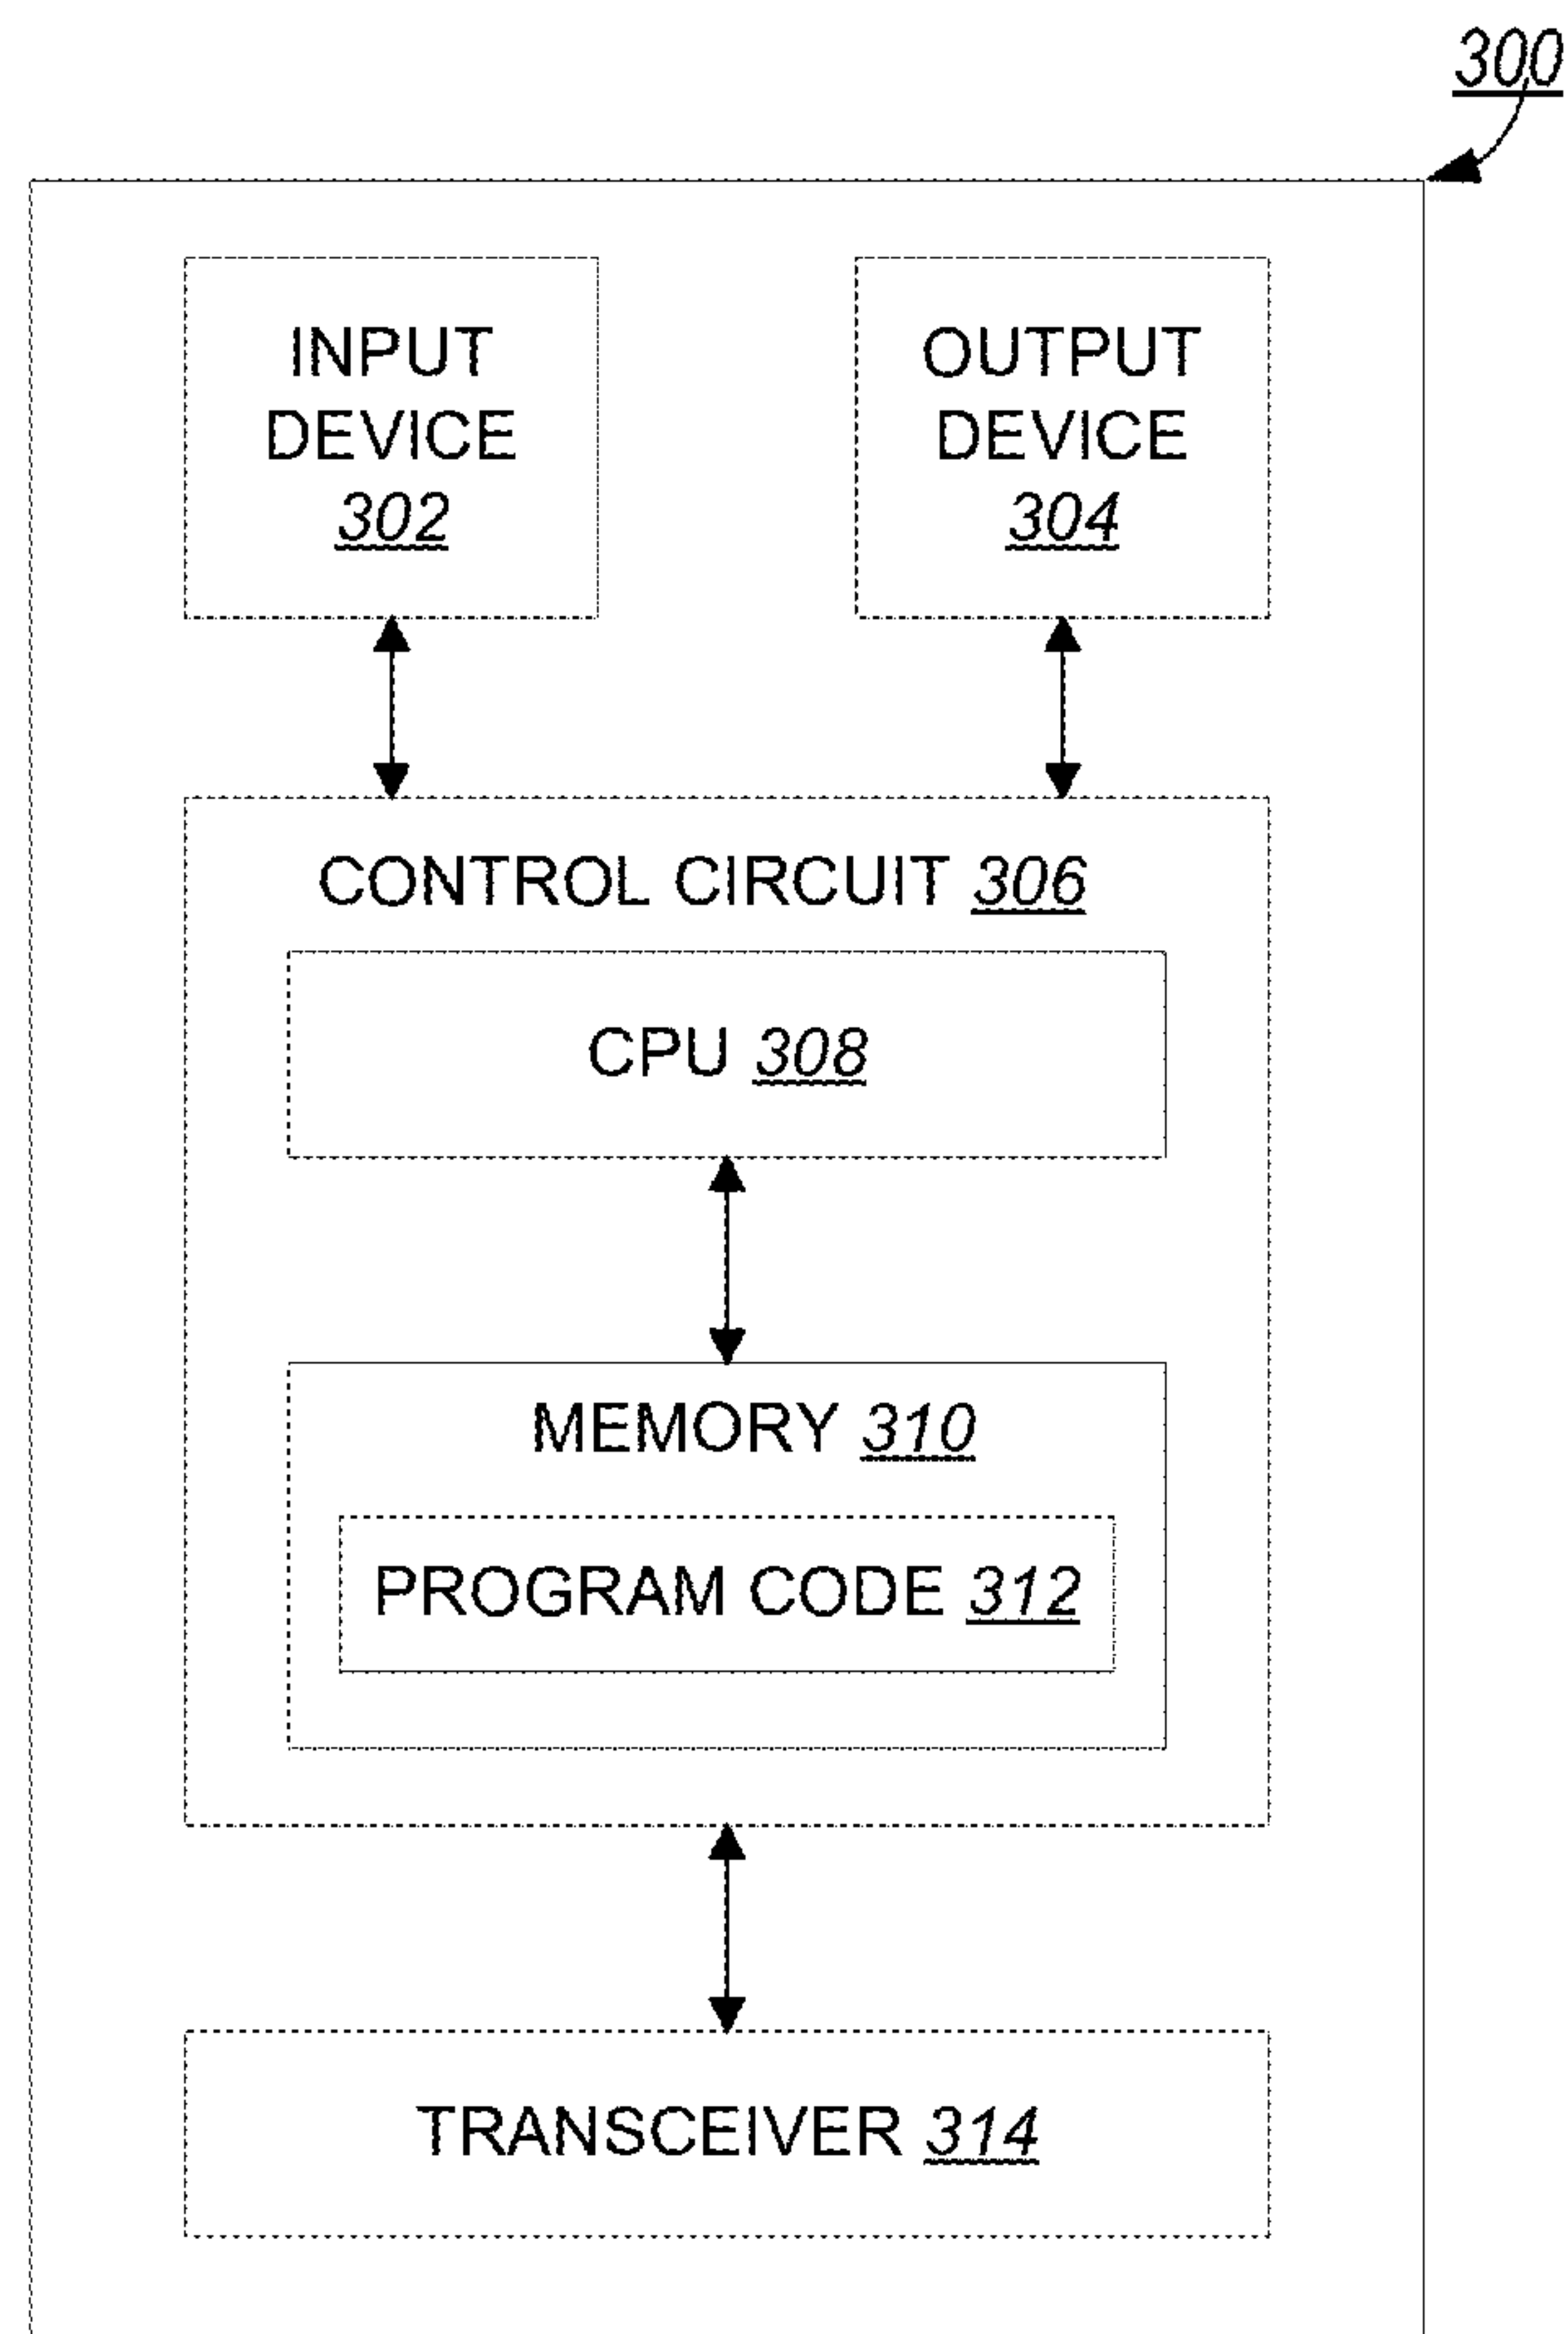 300
INPUT
DEVICE
302
OUTPUT
DEVICE
304
CONTROL CIRCUIT 306
CPU 308
MEMORY 310
PROGRAM CODE 312
TRANSCEIVER 314